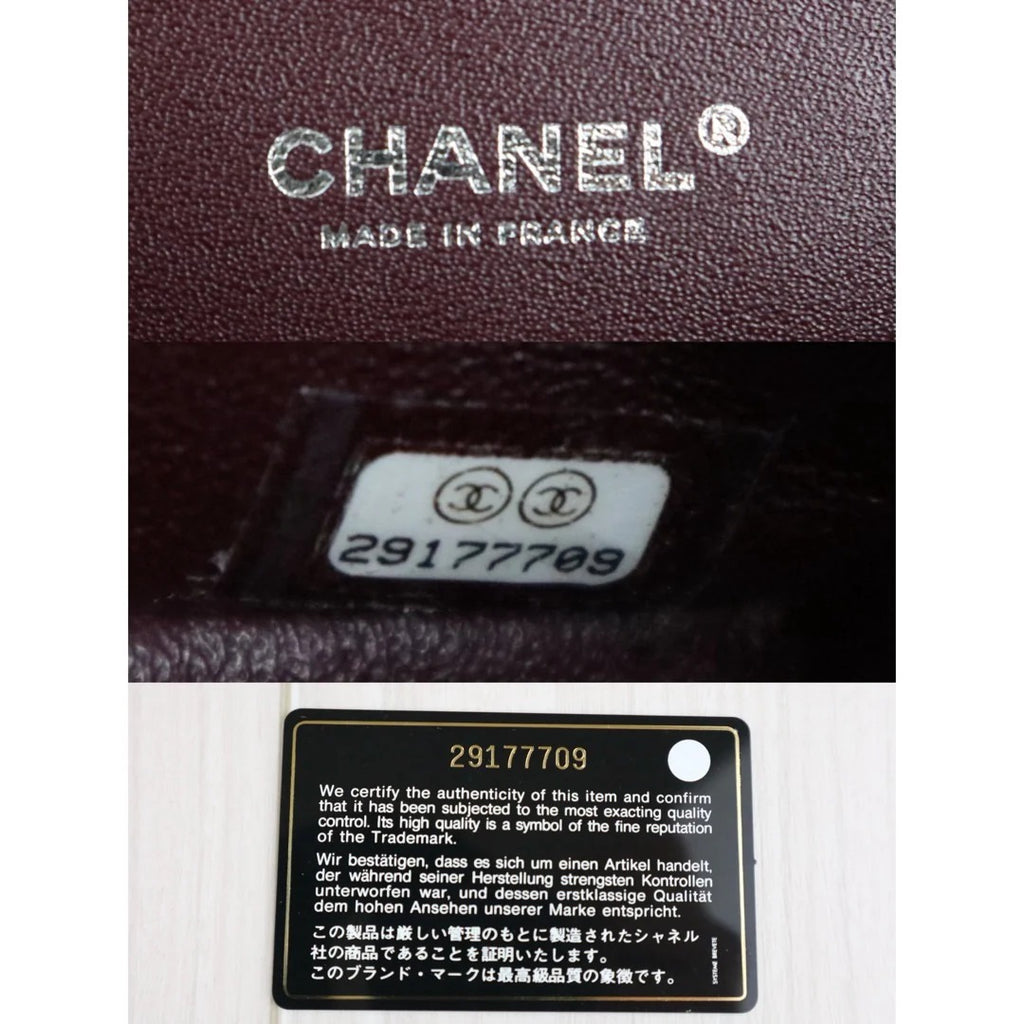 CHANEL®
MADE IN FRANCE
29177709
29177709
We certify the authenticity of this item and confirm
that it has been subjected to the most exacting quality
control. Its high quality is a symbol of the fine reputation
of the Trademark.
Wir bestätigen, dass es sich um einen Artikel handelt,
der während seiner Herstellung strengsten Kontrollen
unterworfen war, und dessen erstklassige Qualität
dem hohen Ansehen unserer Marke entspricht.
この製品は厳しい管理のもとに製造されたシャネル
社の商品であることを証明いたします。
このブランド・マークは最高級品質の象徴です。
SYSTEME BREVETE